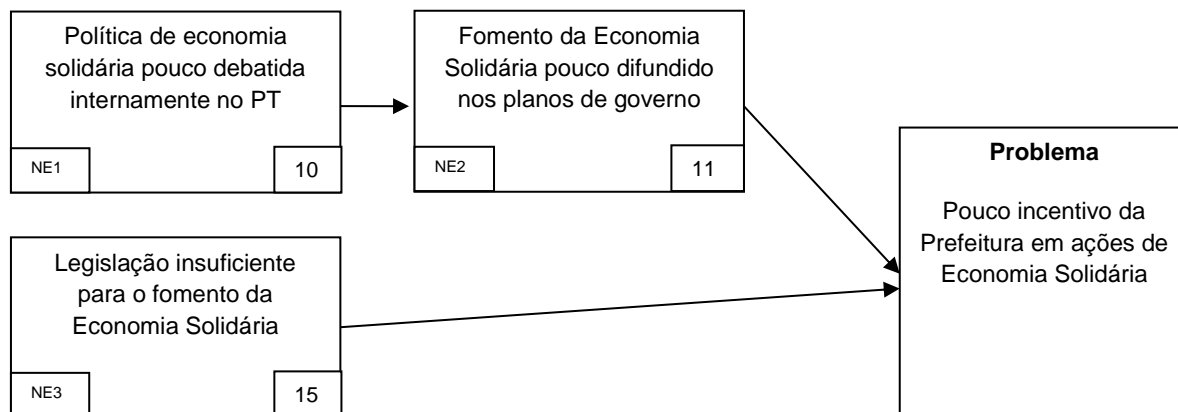 Política de economia
solidária pouco debatida
internamente no PT
NE1
10
Fomento da Economia
Solidária pouco difundido
nos planos de governo
NE2
11
Legislação insuficiente
para o fomento da
Economia Solidária
NE3
15
Problema
Pouco incentivo da
Prefeitura em ações de
Economia Solidária